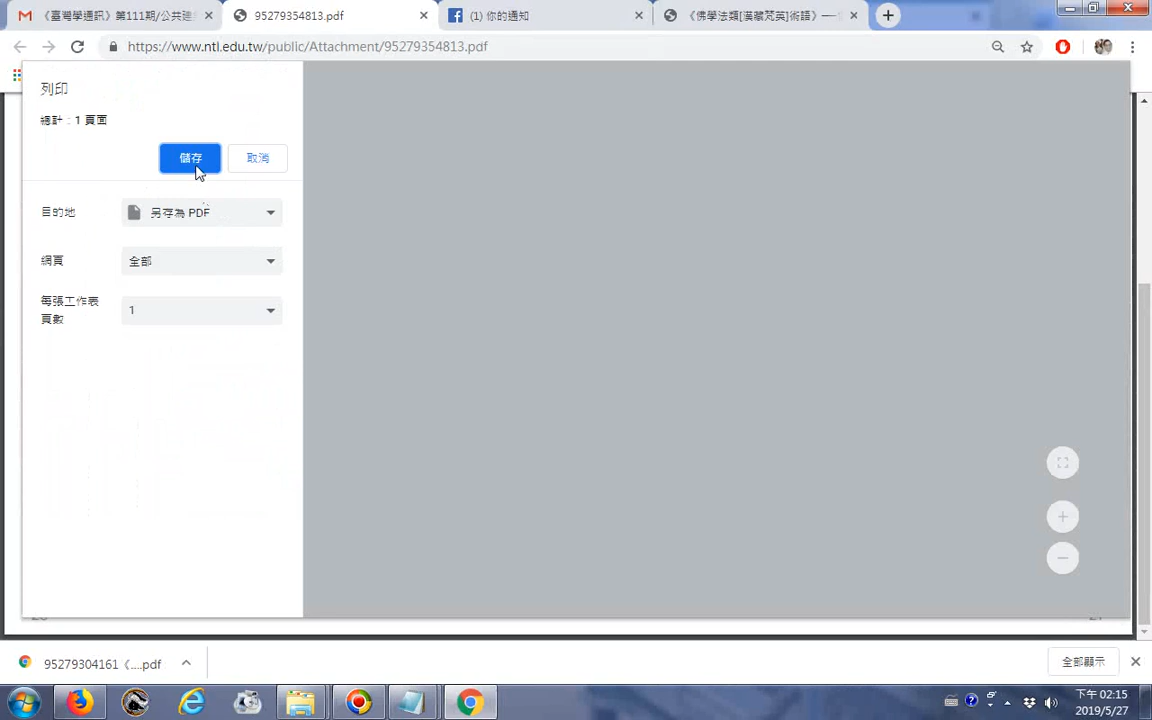 《臺灣學通訊》第111期/公共建
95279354813.pdf
(1) 你的通知
《佛學法類[漢藏梵英]術語》—
https://www.ntl.edu.tw/public/Attachment/95279354813.pdf
列印
總計：1 頁面
儲存
取消
目的地
另存為 PDF
網頁
全部
每張工作表
頁數
1
95279304161《....pdf
全部顯示
下午 02:15
2019/5/27